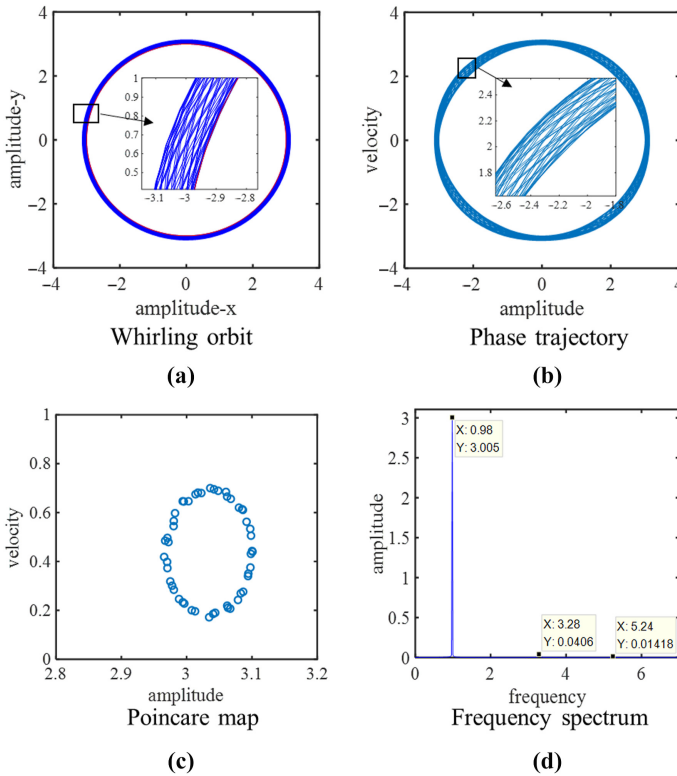 4
2
0
−2
−4
amplitude-y
1
0.9
0.8
0.7
0.6
0.5
−3.1 −3 −2.9 −2.8
−4 −2 0 2 4
amplitude-x
Whirling orbit
(a)
4
2
0
−2
−4
velocity
2.4
2.2
2
1.8
−2.6 −2.4 −2.2 −2 −1.8
−4 −2 0 2 4
amplitude
Phase trajectory
(b)
1
0.8
0.6
0.4
0.2
0
velocity
2.8 2.9 3 3.1 3.2
amplitude
Poincare map
(c)
3
2.5
2
1.5
1
0.5
0
amplitude
X: 0.98
Y: 3.005
X: 3.28
Y: 0.0406
X: 5.24
Y: 0.01418
0 2 4 6
frequency
Frequency spectrum
(d)